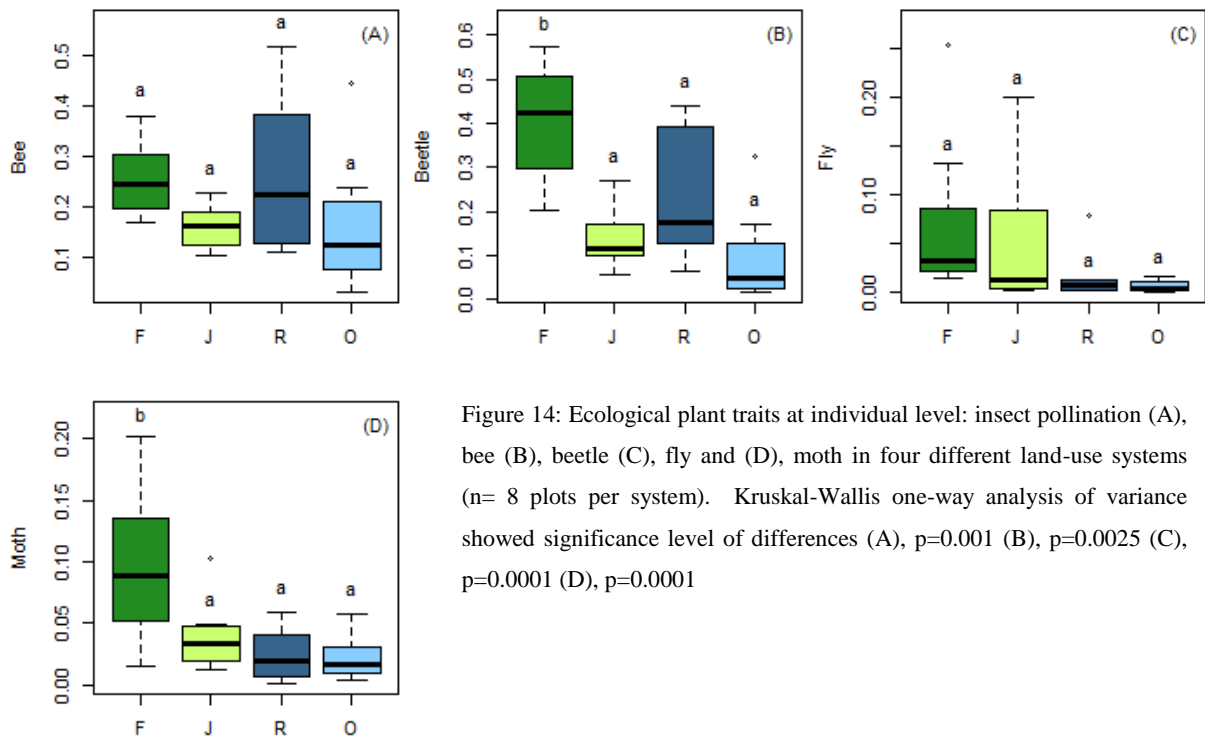 (A)
Bee
0.5
0.4
0.3
0.2
0.1
a
a
a
a
F J R O
(B)
Beetle
0.6
0.5
0.4
0.3
0.2
0.1
0.0
b
a
a
a
F J R O
(C)
Fly
0.20
0.10
0.00
a
a
a
a
F J R O
(D)
Moth
0.20
0.15
0.10
0.05
0.00
b
a
a
a
F J R O
Figure 14: Ecological plant traits at individual level: insect pollination (A),
bee (B), beetle (C), fly and (D), moth in four different land-use systems
(n= 8 plots per system). Kruskal-Wallis one-way analysis of variance
showed significance level of differences (A), p=0.001 (B), p=0.0025 (C),
p=0.0001 (D), p=0.0001